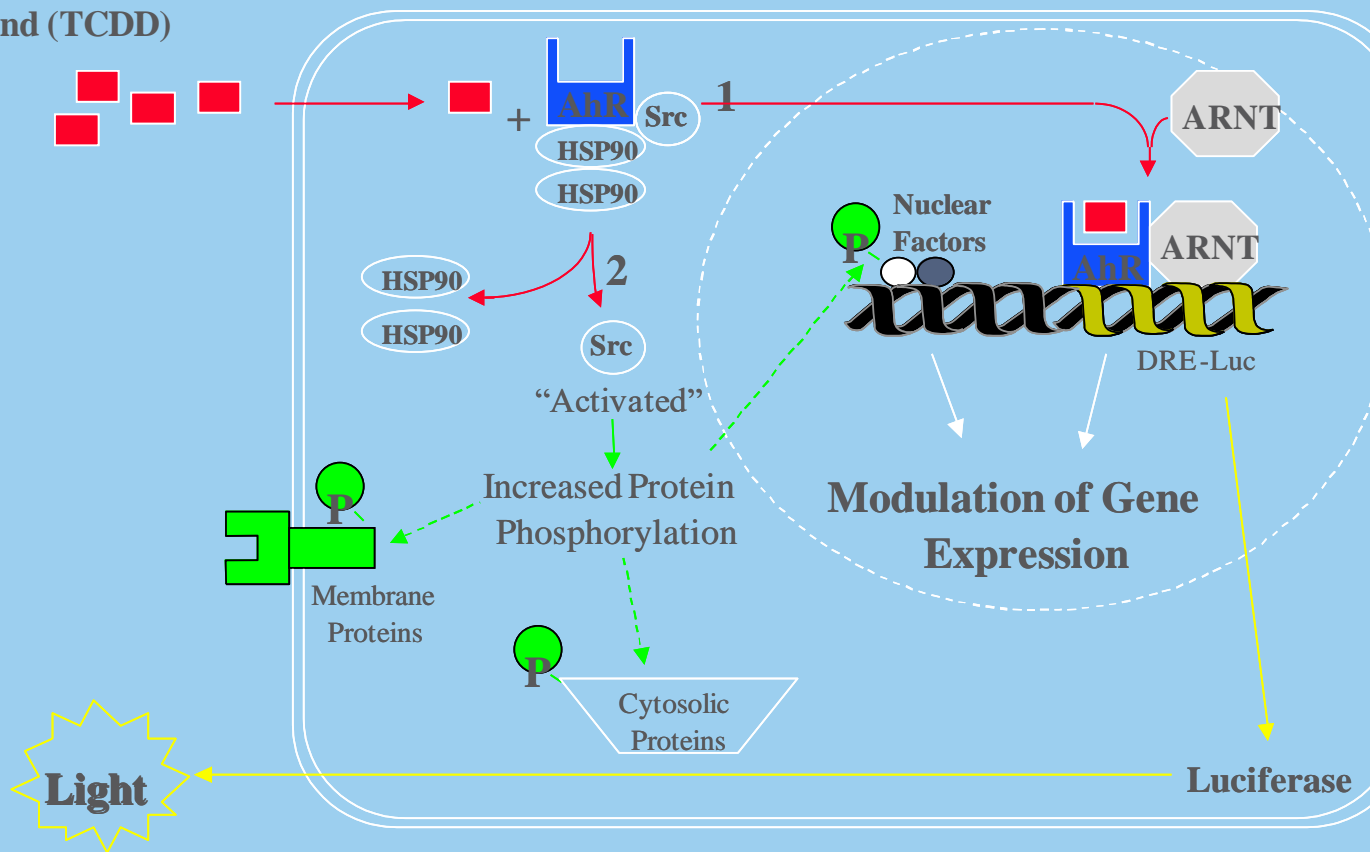 nd (TCDD)
+
AhR
Src
1
ARNT
HSP90
HSP90
Nuclear
Factors
P
AhR
ARNT
HSP90
HSP90
2
Src
DRE-Luc
“Activated”
Increased Protein
Phosphorylation
Modulation of Gene
Expression
P
Membrane
Proteins
P
Cytosolic
Proteins
Light
Luciferase